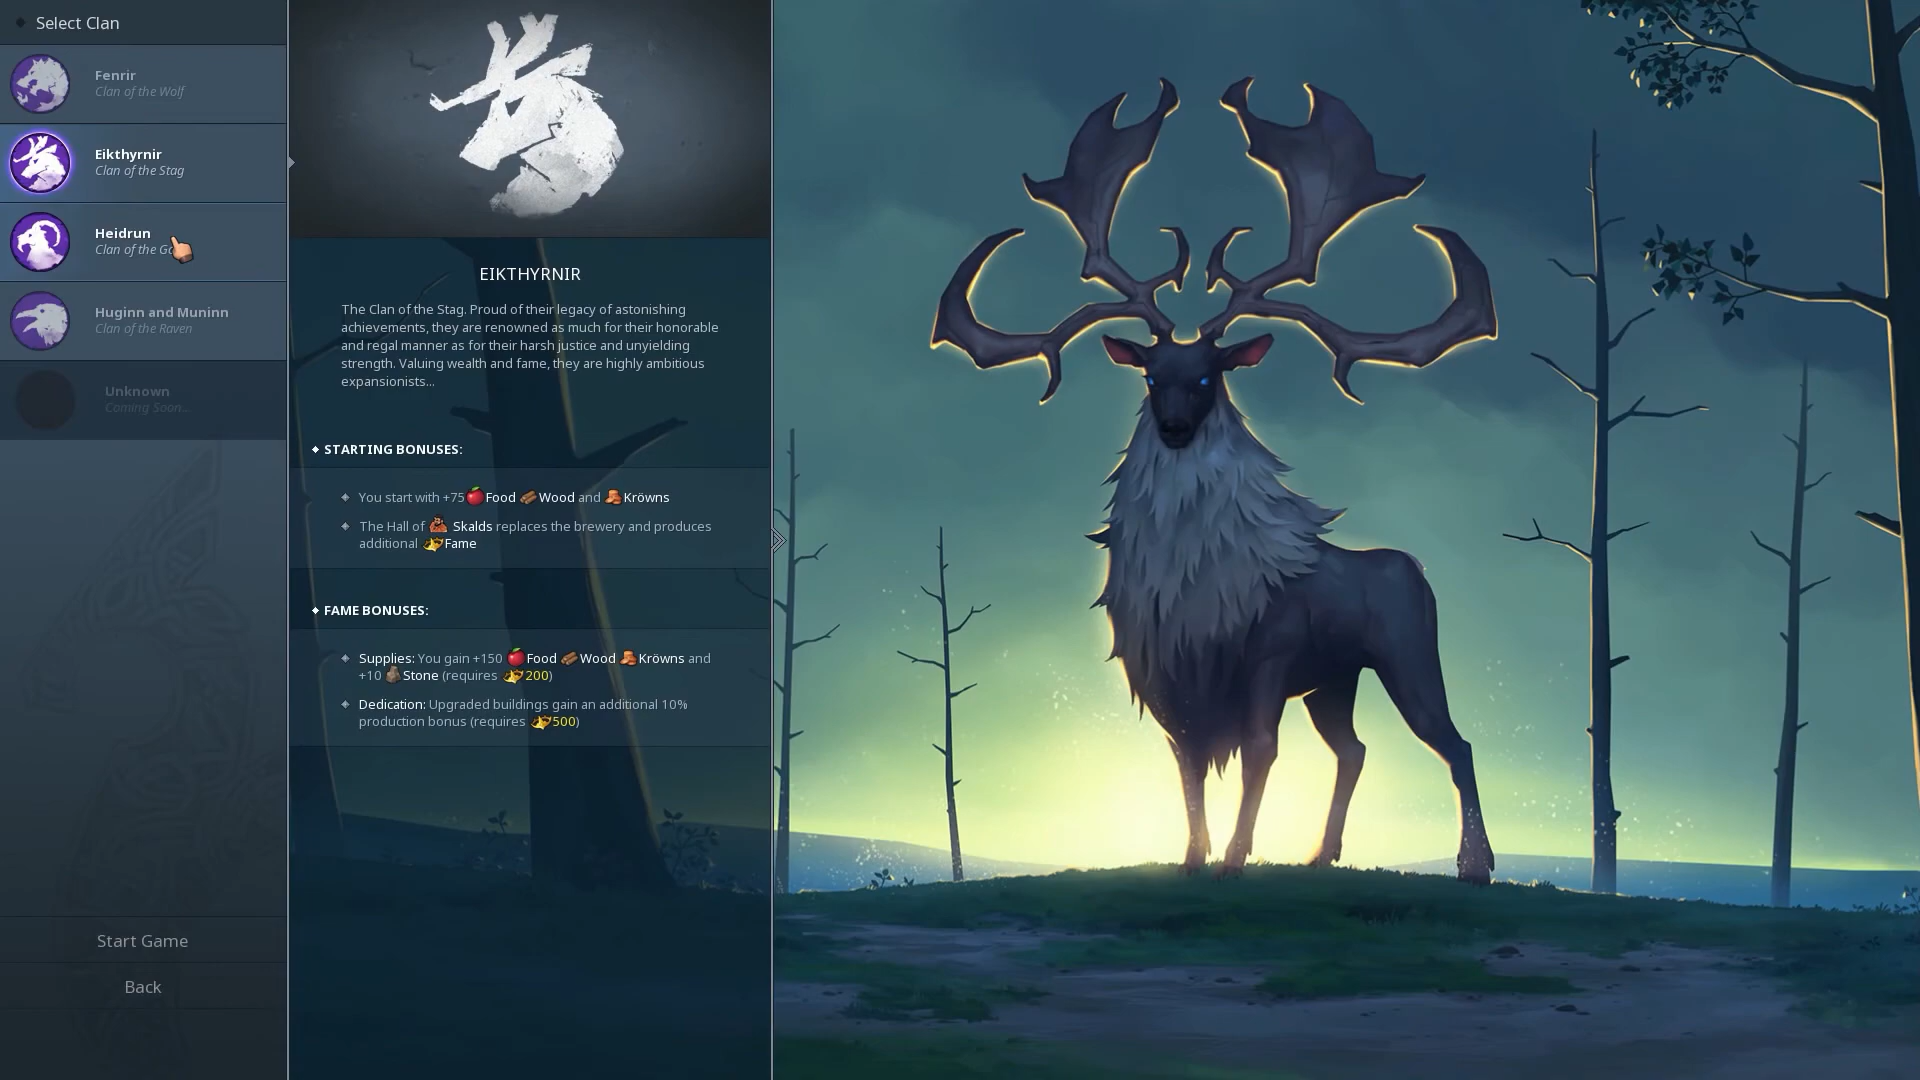 Select Clan
Fenrir
Clan of the Wolf
Eikthyrnir
Clan of the Stag
Heidrun
Clan of the
Huginn and Muninn
Clan of the Raven
Unknown
Coming Soon...
Start Game
Back
EIKTHYRNIR
The Clan of the Stag. Proud of their legacy of astonishing
achievements, they are renowned as much for their honorable
and regal manner as for their harsh justice and unyielding
strength. Valuing wealth and fame, they are highly ambitious
expansionists...
STARTING BONUSES:
You start with +75 Food Wood and Kröwns
The Hall of Skalds replaces the brewery and produces
additional Fame
FAME BONUSES:
Supplies: You gain +150 Food Wood Kröwns and
+10 Stone (requires 200)
Dedication: Upgraded buildings gain an additional 10%
production bonus (requires 500)